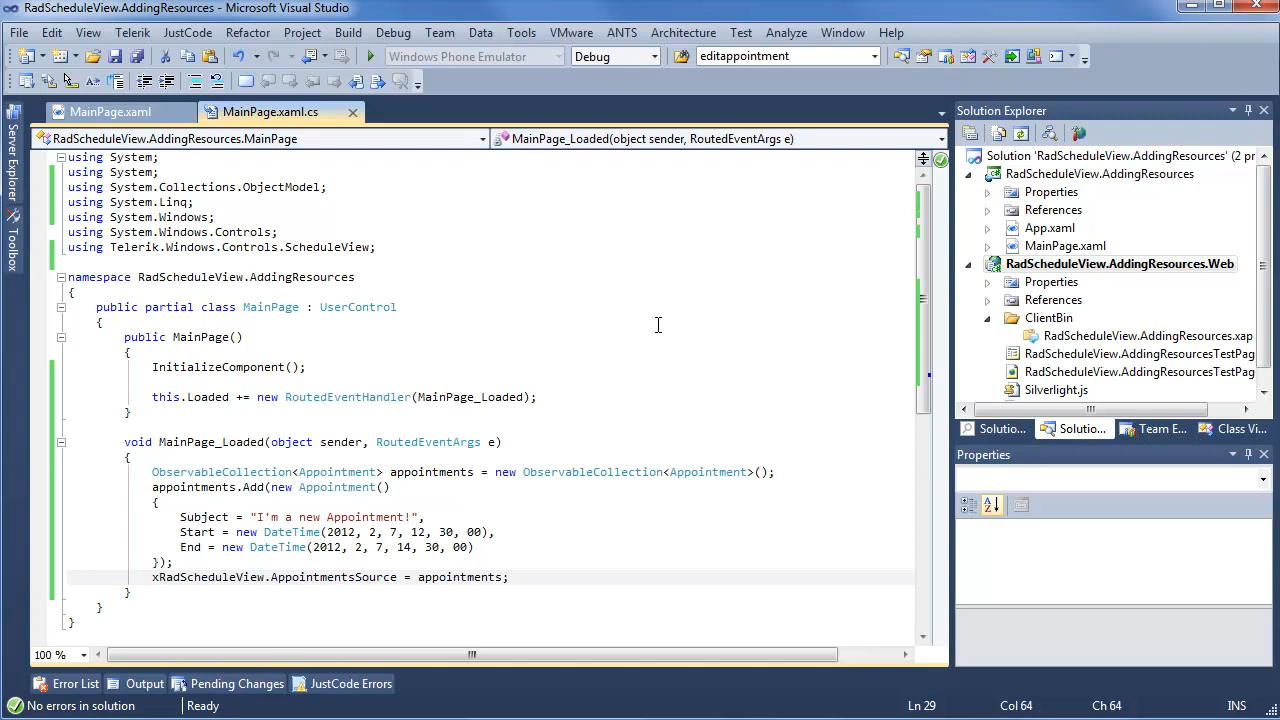 RadScheduleView.AddingResources - Microsoft Visual Studio
File Edit View Telerik JustCode Refactor Project Build Debug Team Data Tools VMware ANTS Architecture Test Analyze Window Help
Windows Phone Emulator Debug editappointment
MainPage.xaml MainPage.xaml.cs
Server Explorer
Toolbox
RadScheduleView.AddingResources.MainPage MainPage_Loaded(object sender, RoutedEventArgs e)
using System;
using System;
using System.Collections.ObjectModel;
using System.Linq;
using System.Windows;
using System.Windows.Controls;
using Telerik.Windows.Controls.ScheduleView;
namespace RadScheduleView.AddingResources
{
public partial class MainPage : UserControl
{
public MainPage()
{
InitializeComponent();
this.Loaded += new RoutedEventHandler(MainPage_Loaded);
}
void MainPage_Loaded(object sender, RoutedEventArgs e)
{
ObservableCollection<Appointment> appointments = new ObservableCollection<Appointment>();
appointments.Add(new Appointment()
{
Subject = "I'm a new Appointment!",
Start = new DateTime(2012, 2, 7, 12, 30, 00),
End = new DateTime(2012, 2, 7, 14, 30, 00)
});
xRadScheduleView.AppointmentsSource = appointments;
}
}
}
100 %
Solution Explorer
Solution 'RadScheduleView.AddingResources' (2 pr
RadScheduleView.AddingResources
Properties
References
App.xaml
MainPage.xaml
RadScheduleView.AddingResources.Web
Properties
References
ClientBin
RadScheduleView.AddingResources.xap
RadScheduleView.AddingResourcesTestPag
RadScheduleView.AddingResourcesTestPag
Silverlight.js
Solutio... Solutio... Team E... Class Vi...
Properties
Error List Output Pending Changes JustCode Errors
No errors in solution Ready Ln 29 Col 64 Ch 64 INS